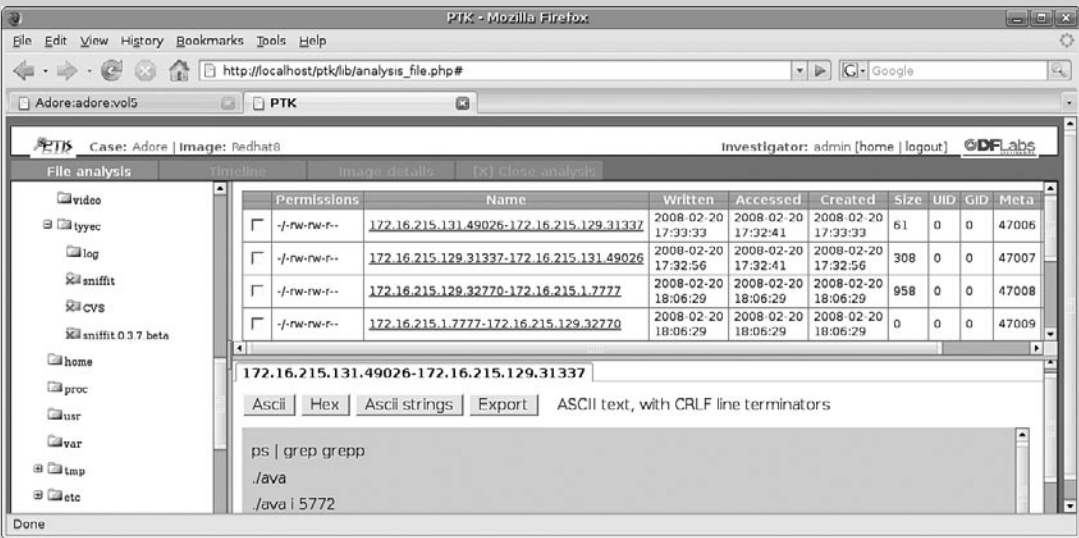 PTK - Mozilla Firefox
File Edit View History Bookmarks Tools Help
http://localhost/ptk/lib/analysis_file.php#
G Google
Adore:adore:vol5
PTK
PTK Case: Adore | Image: Redhat8 Investigator: admin [home | logout] DFLabs
File analysis Timeline Image details [X] Close analysis
video
tyyec
log
sniffit
CVS
sniffit.0.3.7.beta
home
proc
usr
var
tmp
etc
Permissions Name Written Accessed Created Size UID GID Meta
-/-rw-rw-r-- 172.16.215.131.49026-172.16.215.129.31337 2008-02-20 17:33:33 2008-02-20 17:32:41 2008-02-20 17:33:33 61 0 0 47006
-/-rw-rw-r-- 172.16.215.129.31337-172.16.215.131.49026 2008-02-20 17:32:56 2008-02-20 17:32:41 2008-02-20 17:32:56 308 0 0 47007
-/-rw-rw-r-- 172.16.215.129.32770-172.16.215.1.7777 2008-02-20 18:06:29 2008-02-20 18:06:29 2008-02-20 18:06:29 958 0 0 47008
-/-rw-rw-r-- 172.16.215.1.7777-172.16.215.129.32770 2008-02-20 18:06:29 2008-02-20 18:06:29 2008-02-20 18:06:29 0 0 0 47009
172.16.215.131.49026-172.16.215.129.31337
Ascii Hex Ascii strings Export ASCII text, with CRLF line terminators
ps | grep grepp
./ava
./ava i 5772
Done